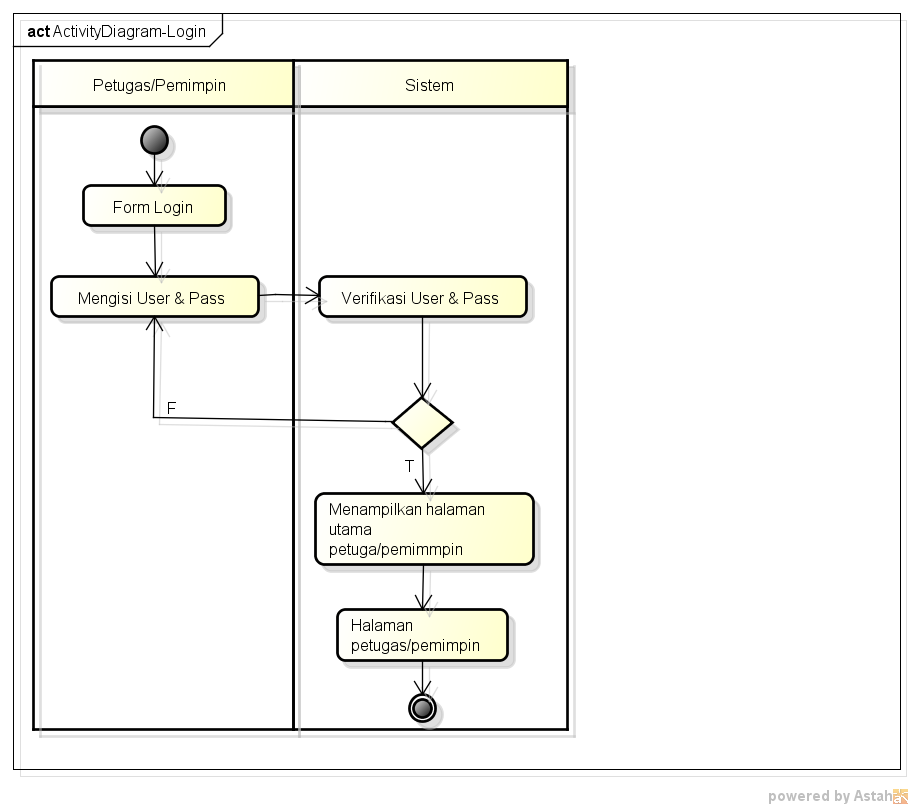 act ActivityDiagram-Login
Petugas/Pemimpin
Sistem
Form Login
Mengisi User & Pass
Verifikasi User & Pass
F
T
Menampilkan halaman
utama
petuga/pemimmpin
Halaman
petugas/pemimpin
powered by Astah